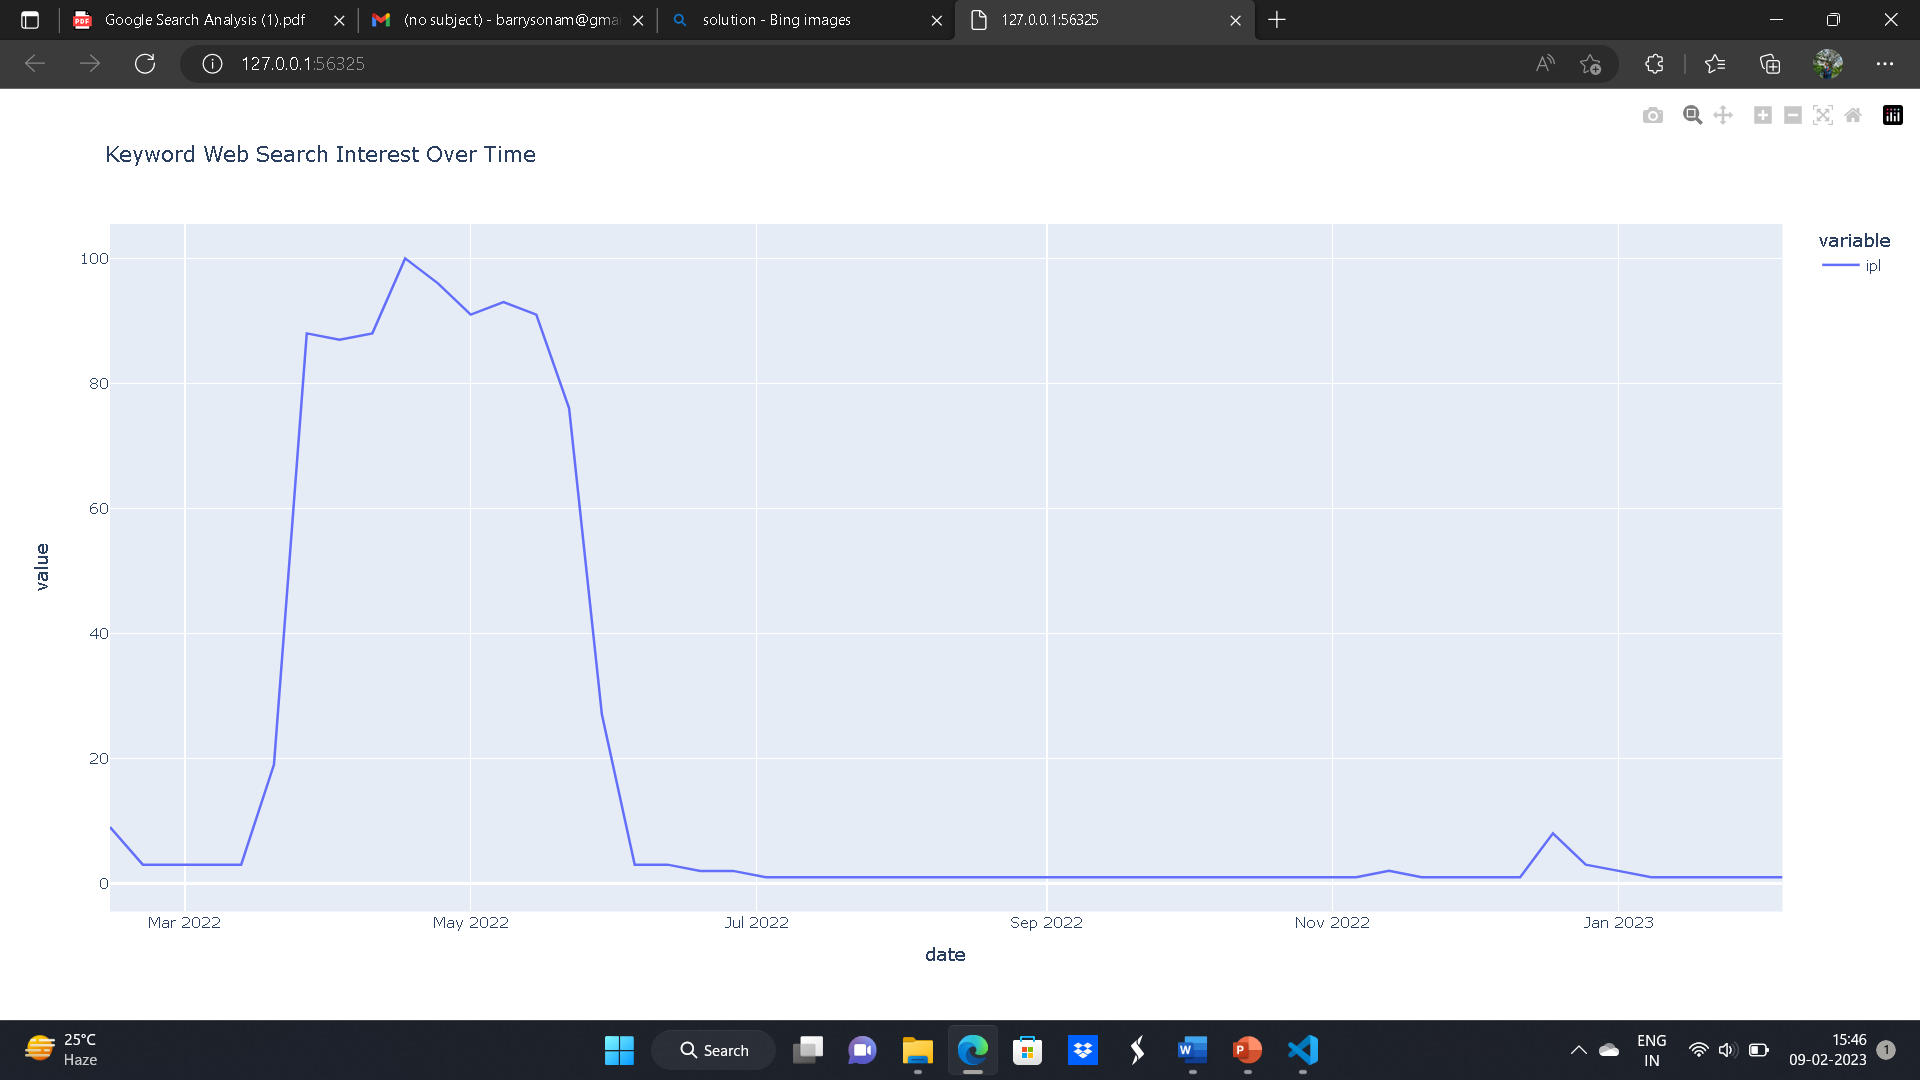 Google Search Analysis (1).pdf
(no subject) - barrysonam@gmai
solution - Bing images
127.0.0.1:56325
127.0.0.1:56325
Keyword Web Search Interest Over Time
variable
ipl
100
80
60
40
20
0
value
Mar 2022
May 2022
Jul 2022
Sep 2022
Nov 2022
Jan 2023
date
25°C
Haze
Search
ENG
IN
15:46
09-02-2023
1